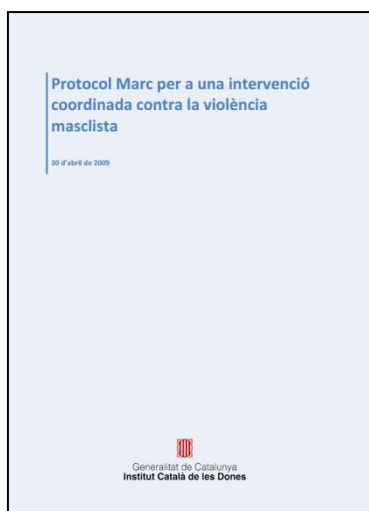 Protocol Marc per a una intervenció
coordinada contra la violència
masclista
30 d'abril de 2009
Generalitat de Catalunya
Institut Català de les Dones